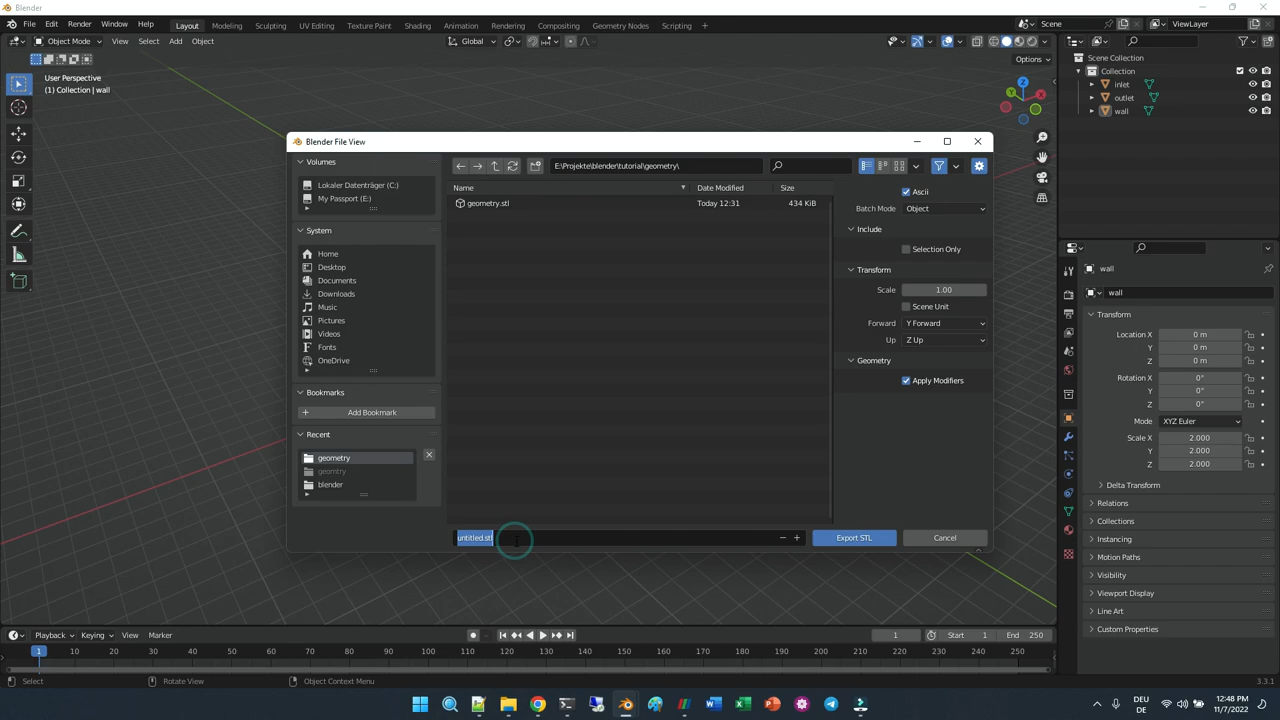 Blender
File Edit Render Window Help Layout Modeling Sculpting UV Editing Texture Paint Shading Animation Rendering Compositing Geometry Nodes Scripting + Scene ViewLayer
Object Mode View Select Add Object Global
Options
User Perspective
(1) Collection | wall
Scene Collection
Collection
inlet
outlet
wall
Blender File View
Volumes
Lokaler Datenträger (C:)
My Passport (E:)
System
Home
Desktop
Documents
Downloads
Music
Pictures
Videos
Fonts
OneDrive
Bookmarks
Add Bookmark
Recent
geometry
geomtry
blender
E:\Projekte\blender\tutorial\geometry\
Name Date Modified Size
geometry.stl Today 12:31 434 KiB
Ascii
Batch Mode Object
Include
Selection Only
Transform
Scale 1.00
Scene Unit
Forward Y Forward
Up Z Up
Geometry
Apply Modifiers
untitled.stl
Export STL Cancel
wall
wall
Transform
Location X 0 m
Y 0 m
Z 0 m
Rotation X 0°
Y 0°
Z 0°
Mode XYZ Euler
Scale X 2.000
Y 2.000
Z 2.000
Delta Transform
Relations
Collections
Instancing
Motion Paths
Visibility
Viewport Display
Line Art
Custom Properties
Playback Keying View Marker 1 Start 1 End 250
1 10 20 30 40 50 60 70 80 90 100 110 120 130 140 150 160 170 180 190 200 210 220 230 240 250
Select Rotate View Object Context Menu 3.3.1
DEU
DE
12:48 PM
11/7/2022